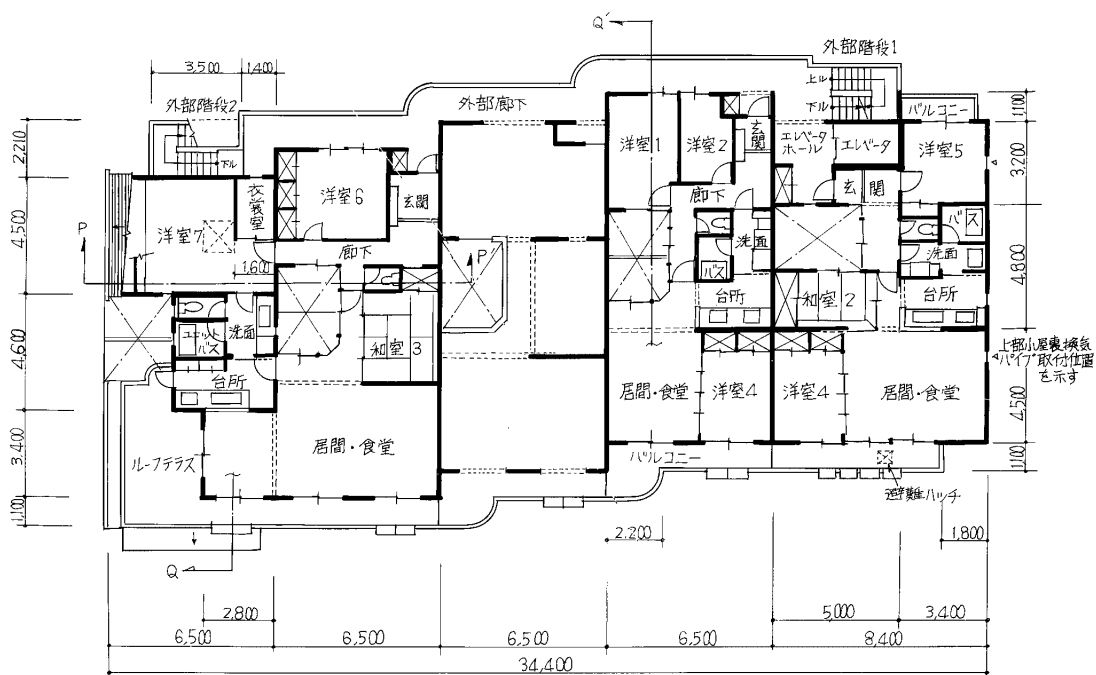 Q´
外部階段1
3,500
1,400
上ル
外部階段2
外部廊下
下ル
バルコニー
1,100
2,210
下ル
洋室1
洋室2
玄関
エレベータ
ホール
エレベータ
洋室5
3,200
衣装室
洋室6
玄関
玄関
廊下
4,500
P
洋室7
廊下
P
洗面
バス
洗面
1,600
バス
4,800
台所
和室2
台所
ユニット
バス
洗面
和室3
4,600
台所
上部小屋裏換気
パイプ取付位置
を示す
居間・食堂
洋室4
洋室4
居間・食堂
4,500
3,400
ルーフテラス
居間・食堂
バルコニー
1,100
避難ハッチ
1,100
2,200
1,800
Q
2,800
5,000
3,400
6,500
6,500
6,500
6,500
8,400
34,400